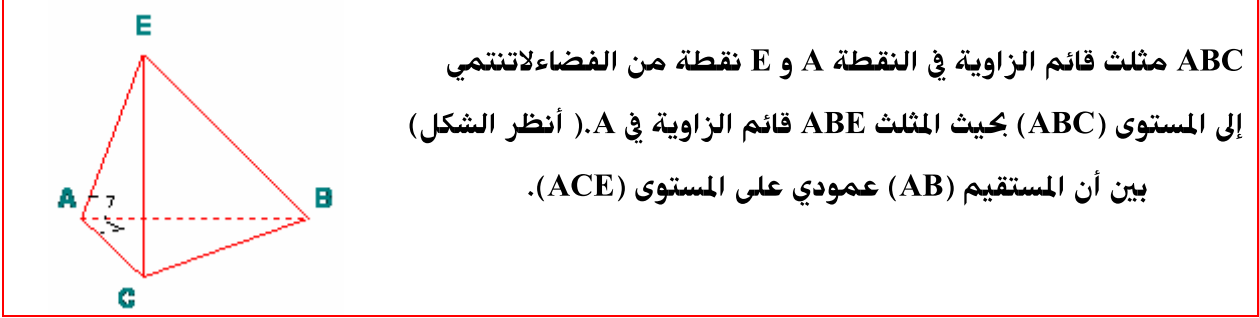 E
ABC مثلث قائم الزاوية في النقطة A و E نقطة من الفضاءلاتنتمي
إلى المستوى (ABC) بحيث المثلث ABE قائم الزاوية في A.( أنظر الشكل)
بين أن المستقيم (AB) عمودي على المستوى (ACE).
A
B
C